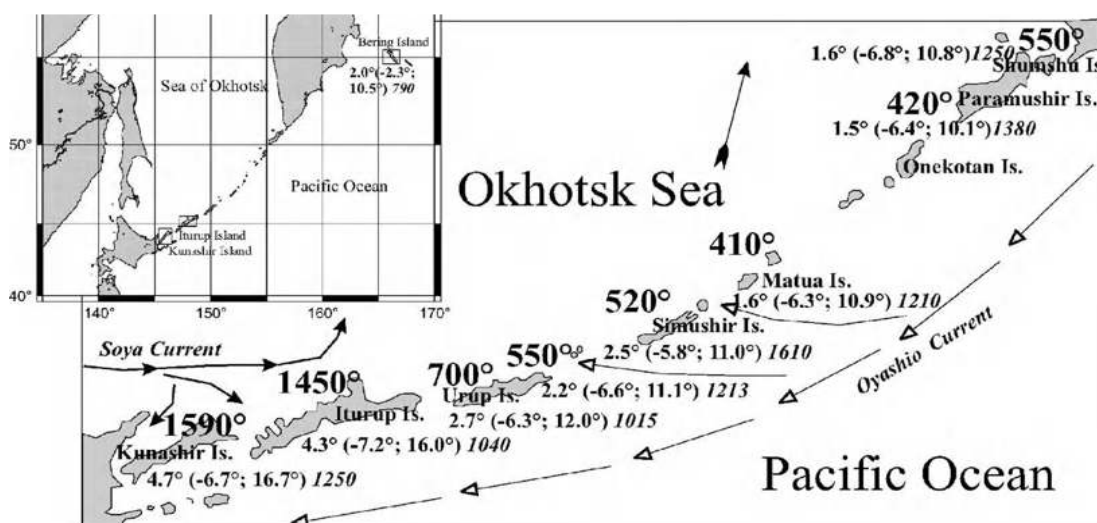 Bering Island
2.0°(-2.3°;
10.5°) 790
Sea of Okhotsk
50°
Pacific Ocean
Iturup Island
Kunashir Island
40°
140° 150° 160° 170°
Okhotsk Sea
1.6° (-6.8°; 10.8°) 1250
550°
Shumshu Is.
420°
Paramushir Is.
1.5° (-6.4°; 10.1°) 1380
Onekotan Is.
410°
Matua Is.
1.6° (-6.3°; 10.9°) 1210
520°
Simushir Is.
2.5° (-5.8°; 11.0°) 1610
Oyashio Current
Soya Current
550°
2.2° (-6.6°; 11.1°) 1213
700°
Urup Is.
2.7° (-6.3°; 12.0°) 1015
1450°
Iturup Is.
4.3° (-7.2°; 16.0°) 1040
1590°
Kunashir Is.
4.7° (-6.7°; 16.7°) 1250
Pacific Ocean